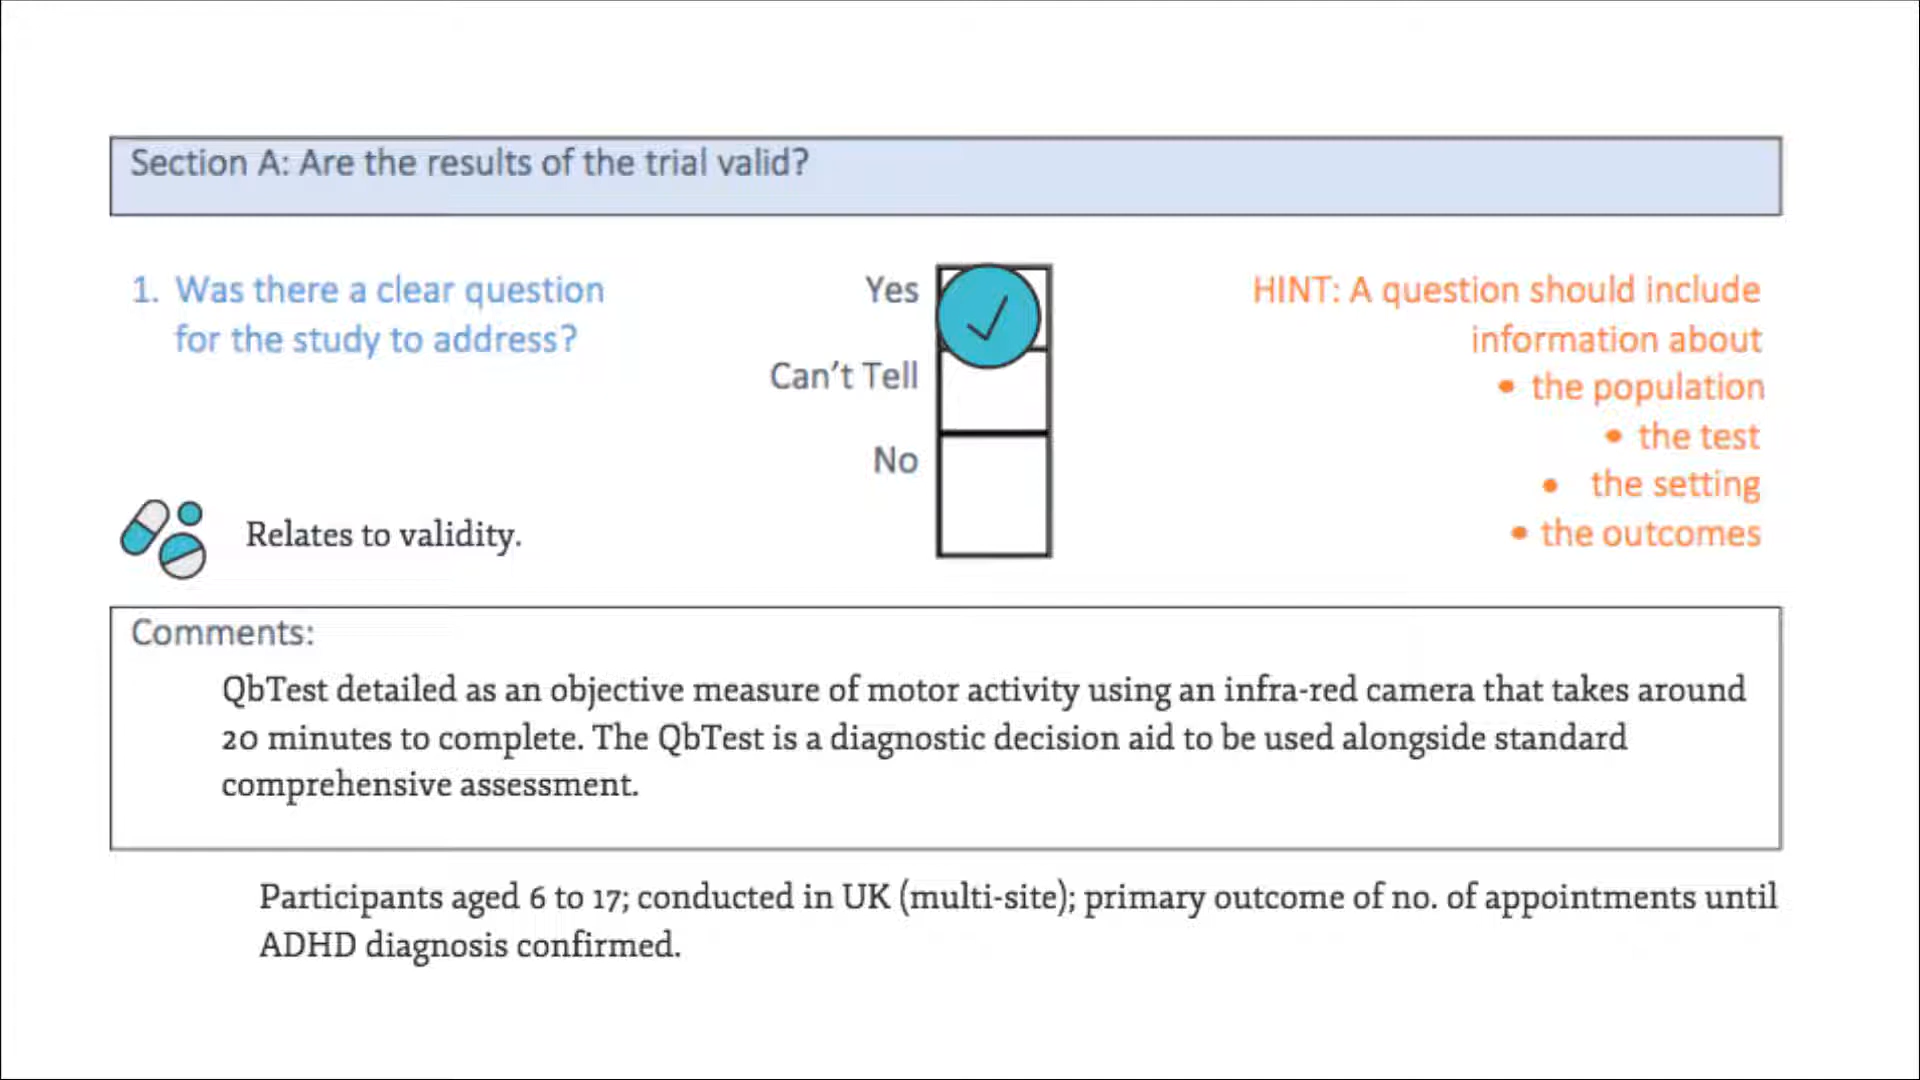 Section A: Are the results of the trial valid?
1. Was there a clear question
for the study to address?
Yes
Can't Tell
No
HINT: A question should include
information about
• the population
• the test
• the setting
• the outcomes
Relates to validity.
Comments:
QbTest detailed as an objective measure of motor activity using an infra-red camera that takes around
20 minutes to complete. The QbTest is a diagnostic decision aid to be used alongside standard
comprehensive assessment.
Participants aged 6 to 17; conducted in UK (multi-site); primary outcome of no. of appointments until
ADHD diagnosis confirmed.